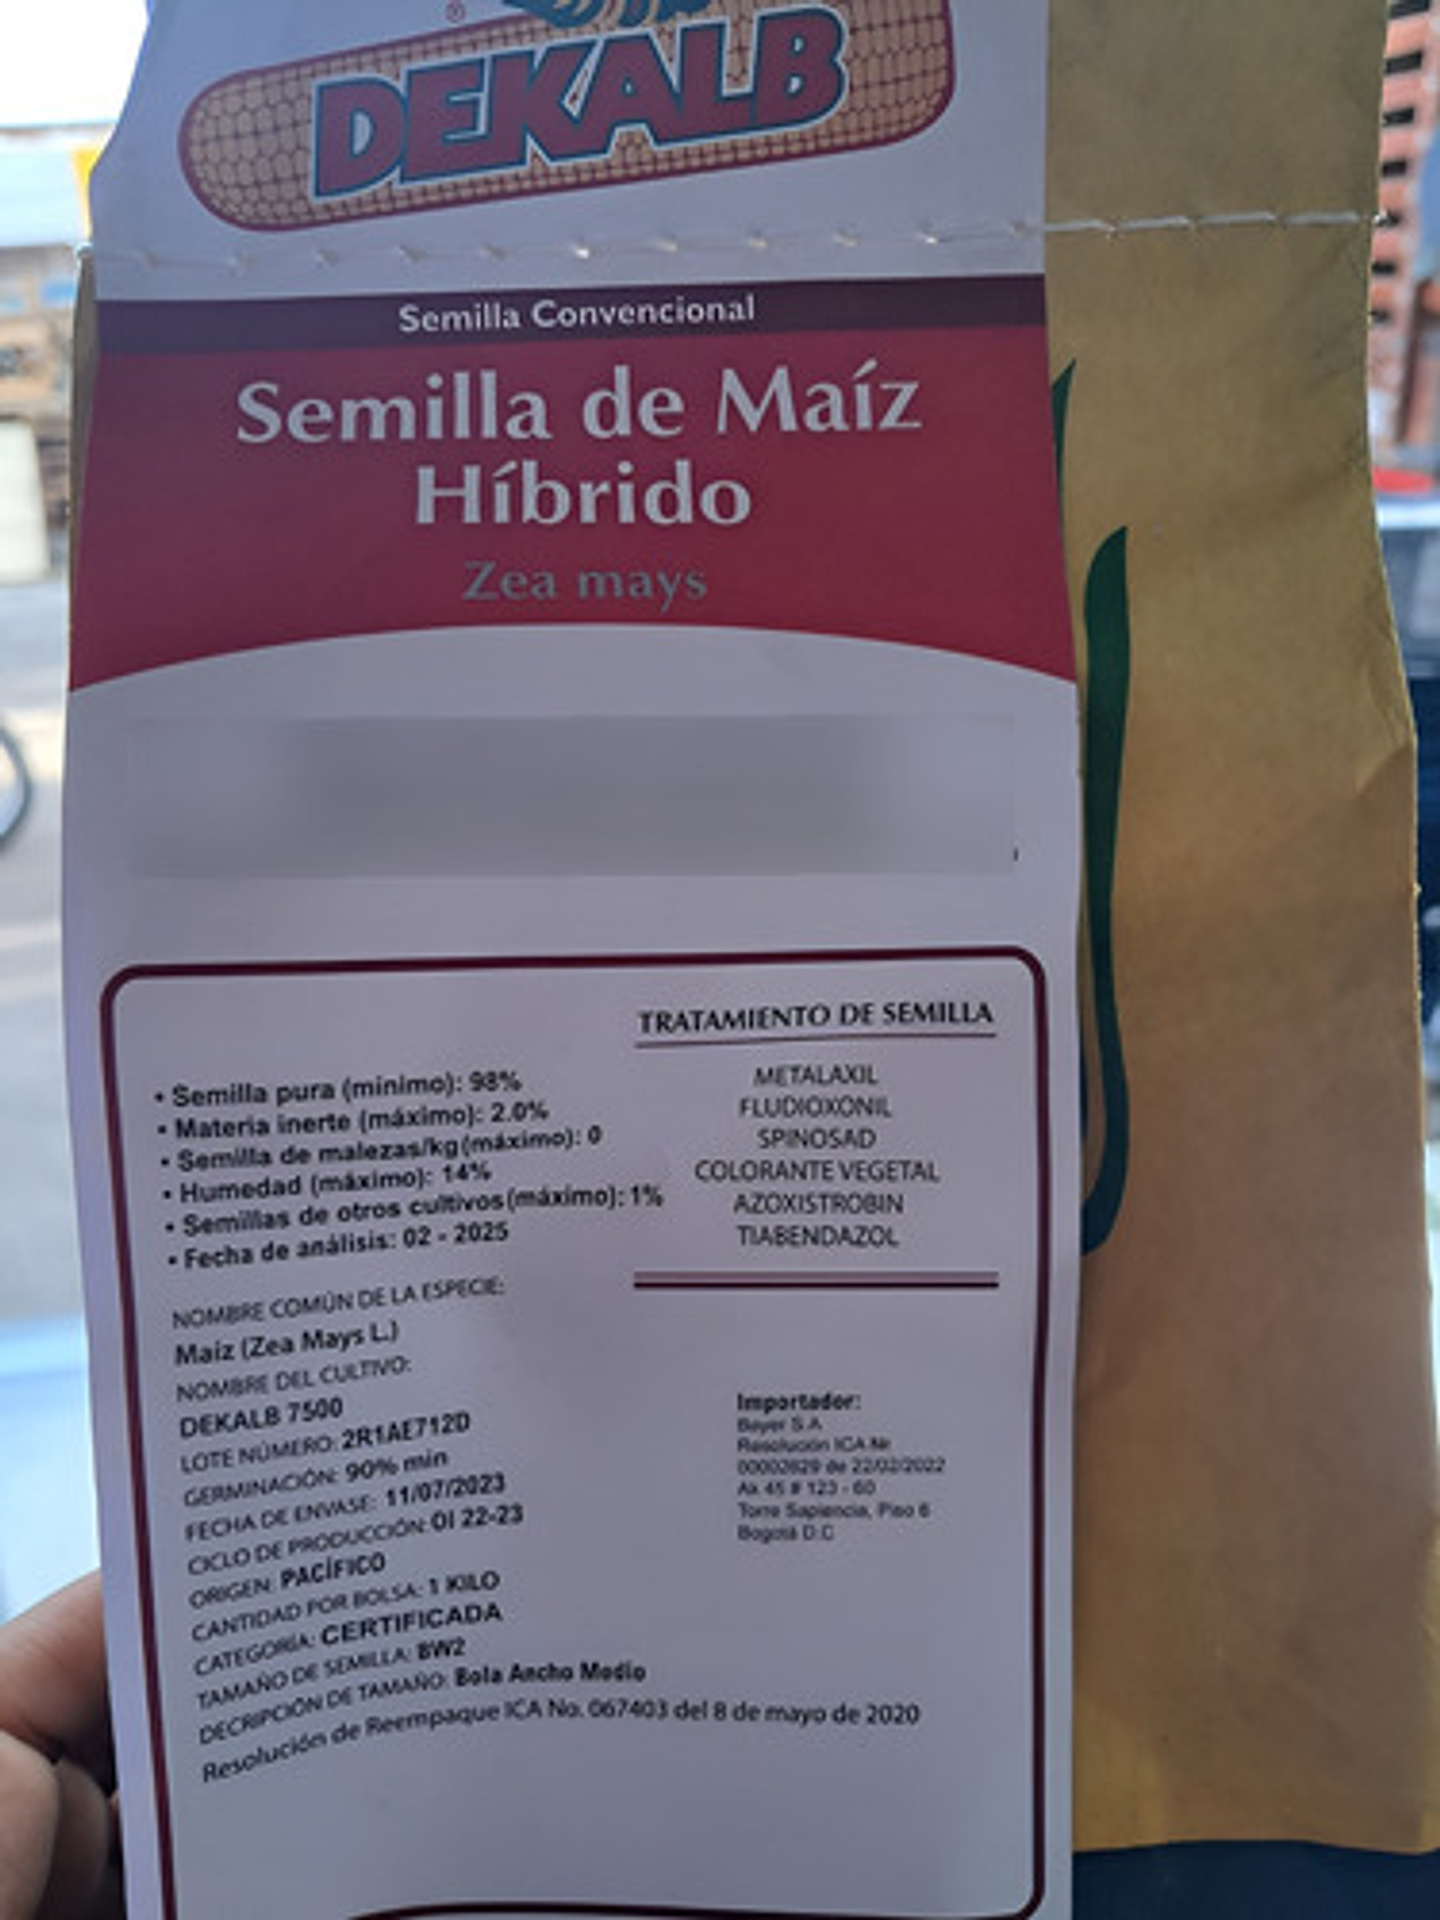 ®
DEKALB
Semilla Convencional
Semilla de Maíz
Híbrido
Zea mays
TRATAMIENTO DE SEMILLA
METALAXIL
FLUDIOXONIL
SPINOSAD
COLORANTE VEGETAL
AZOXISTROBIN
TIABENDAZOL
• Semilla pura (mínimo): 98%
• Materia inerte (máximo): 2.0%
• Semilla de malezas/kg(máximo): 0
• Humedad (máximo): 14%
• Semillas de otros cultivos(máximo): 1%
• Fecha de análisis: 02 - 2025
NOMBRE COMÚN DE LA ESPECIE:
Maíz (Zea Mays L.)
NOMBRE DEL CULTIVO:
DEKALB 7500
LOTE NÚMERO: 2R1AE712D
GERMINACIÓN: 90% min
FECHA DE ENVASE: 11/07/2023
CICLO DE PRODUCCIÓN: OI 22-23
ORIGEN: PACÍFICO
CANTIDAD POR BOLSA: 1 KILO
CATEGORÍA: CERTIFICADA
TAMAÑO DE SEMILLA: BW2
DECRIPCIÓN DE TAMAÑO: Bola Ancho Medio
Resolución de Reempaque ICA No. 067403 del 8 de mayo de 2020
Importador:
Bayer S.A
Resolución ICA Nr
00002829 de 22/02/2022
Ak 45 # 123 - 60
Torre Sapiencia, Piso 6
Bogotá D.C